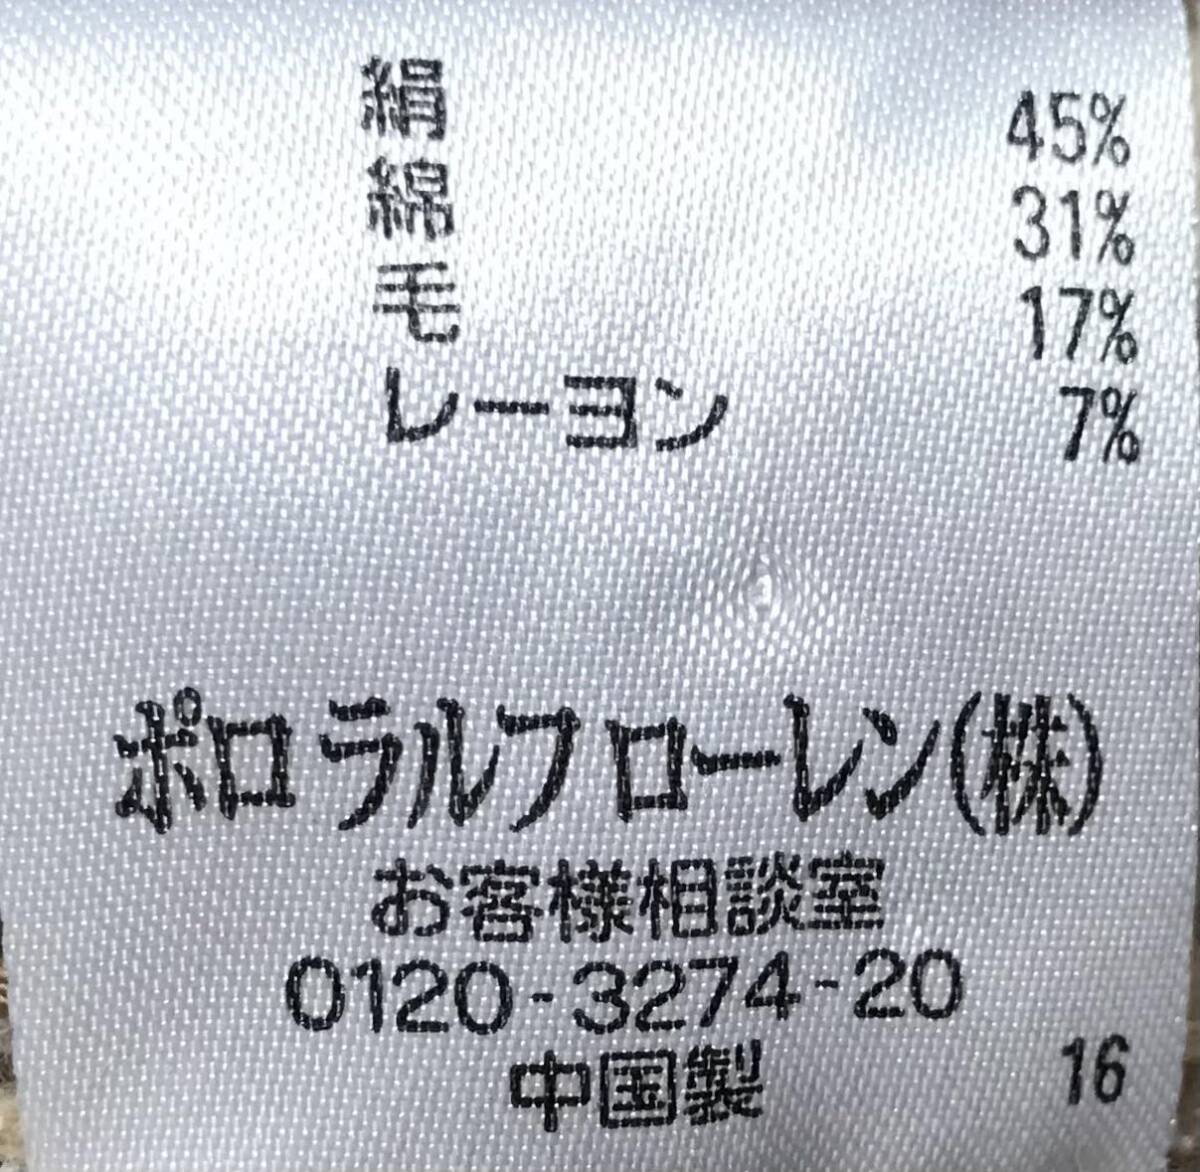 絹 45%
綿 31%
毛 17%
レーヨン 7%
ポロ ラルフ ローレン(株)
お客様相談室
0120-3274-20
中国製 16